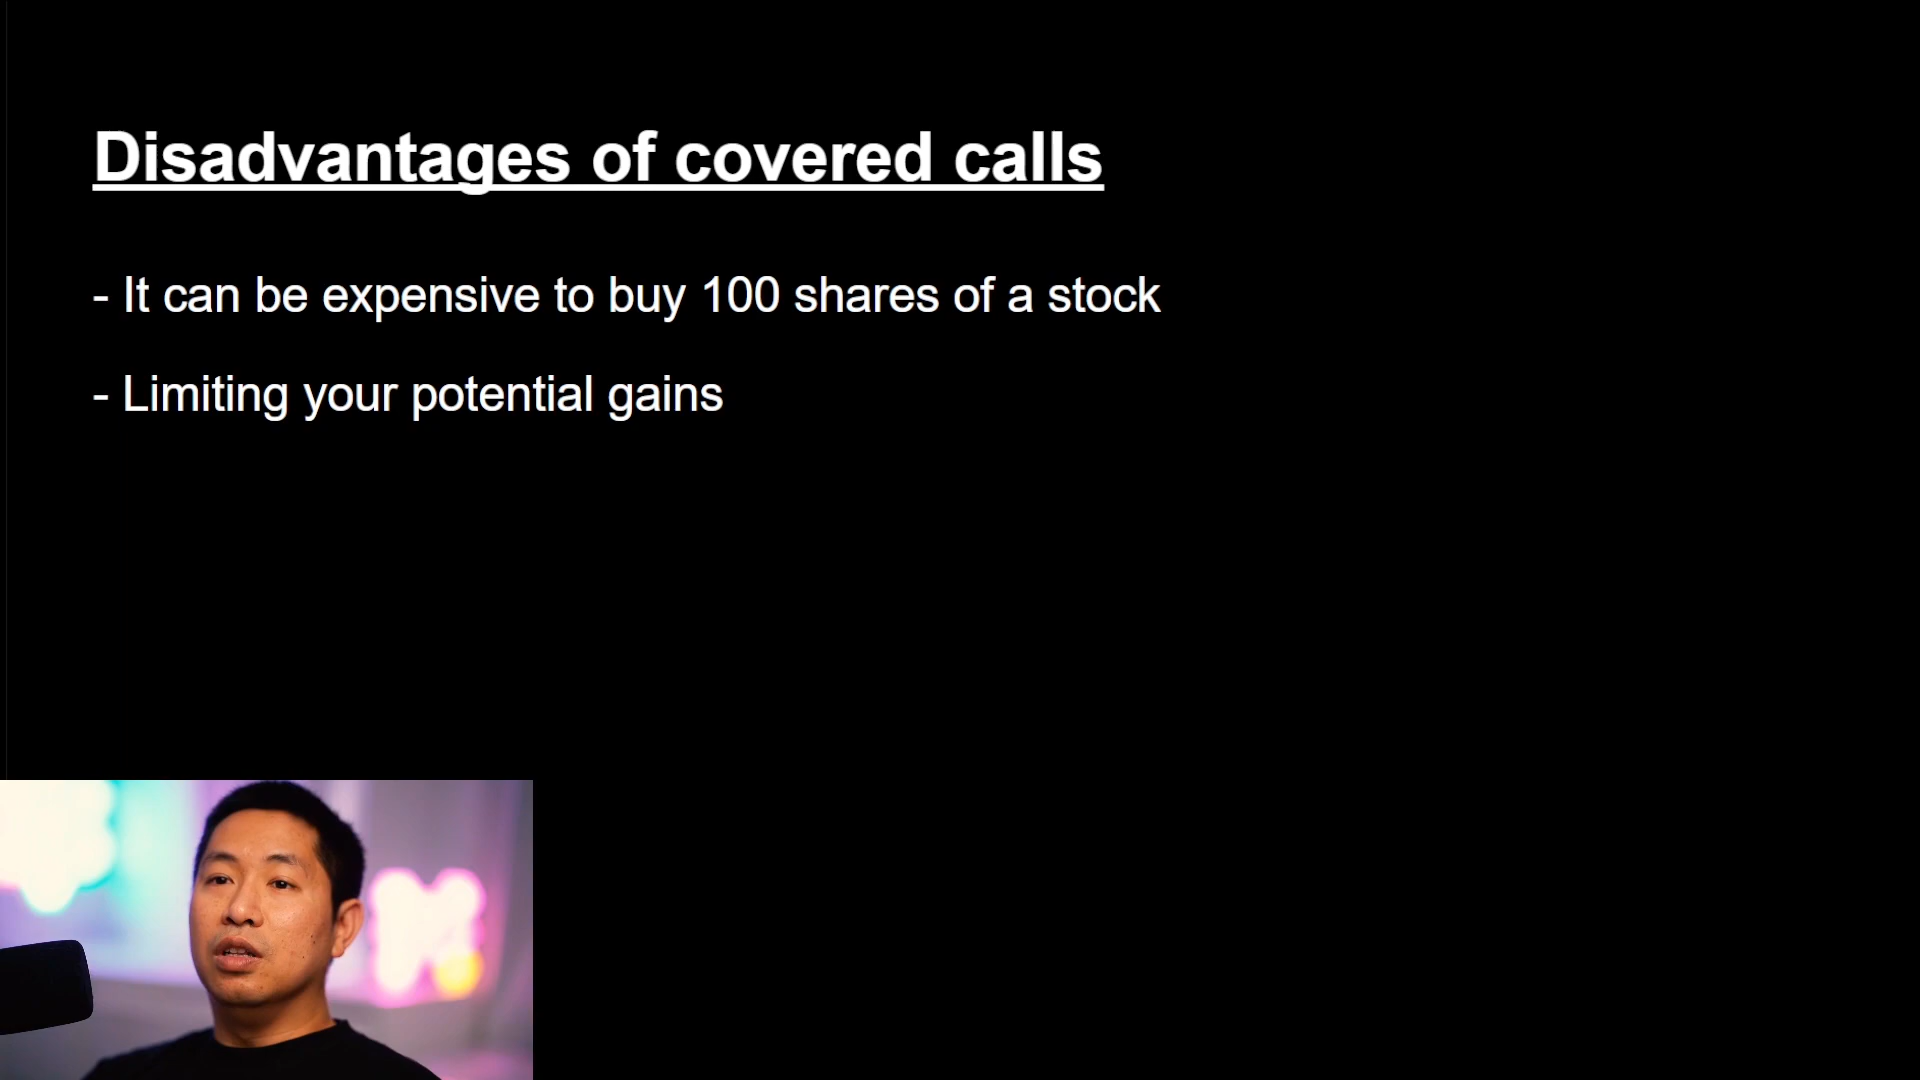 Disadvantages of covered calls
- It can be expensive to buy 100 shares of a stock
- Limiting your potential gains